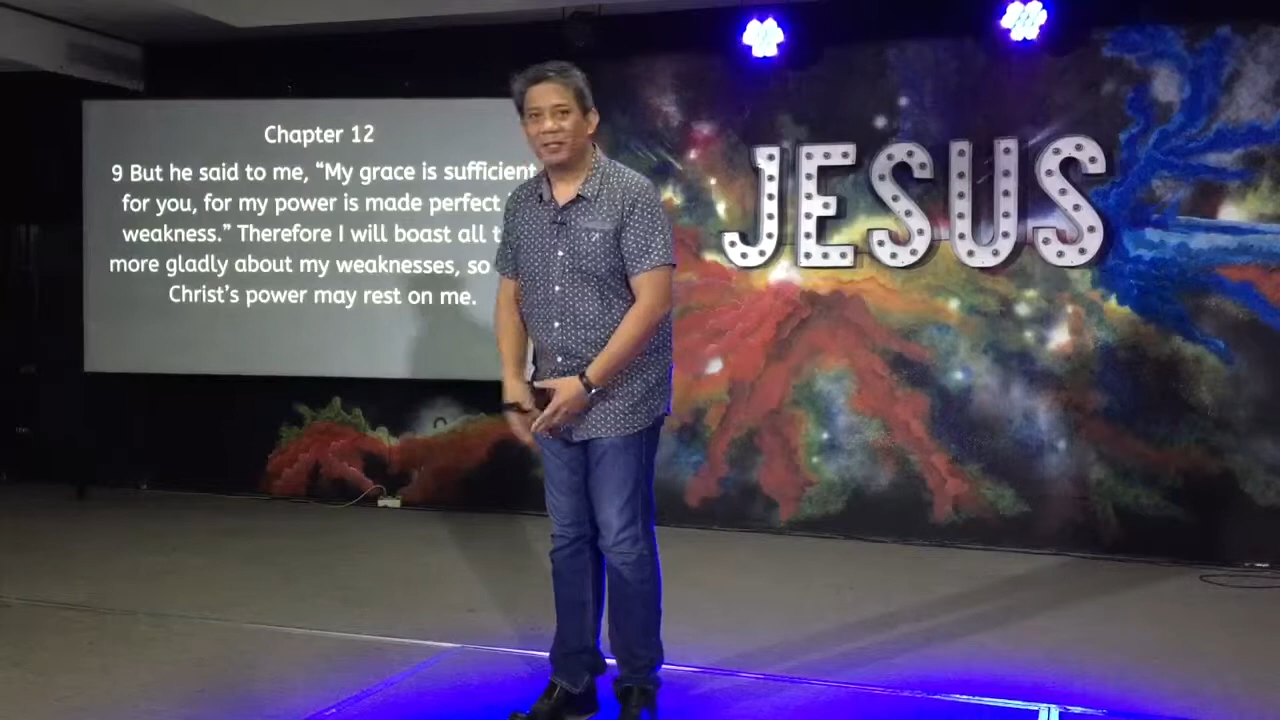 Chapter 12
9 But he said to me, “My grace is sufficient
for you, for my power is made perfect
weakness.” Therefore I will boast all
more gladly about my weaknesses, so
Christ’s power may rest on me.
JESUS